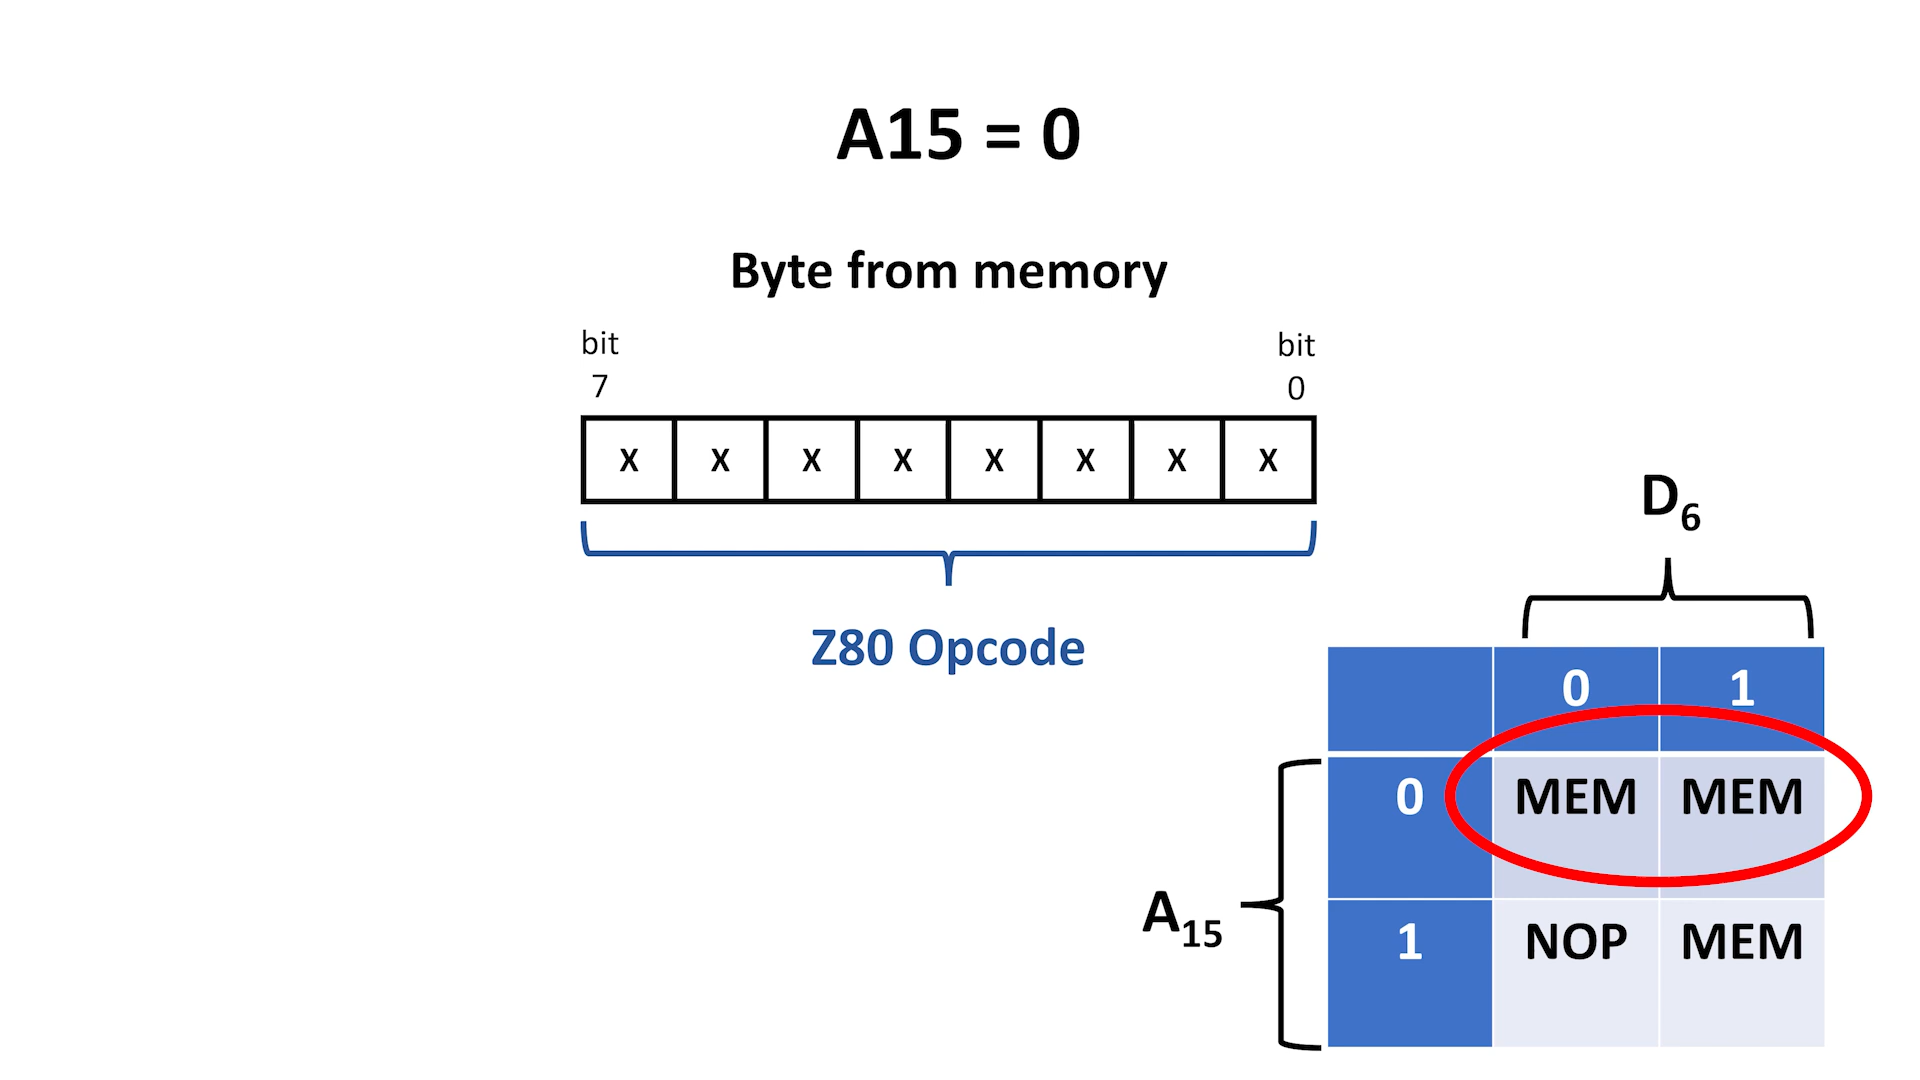 A15 = 0
Byte from memory
bit bit
7 0
X X X X X X X X
Z80 Opcode
D6
0 1
0 MEM MEM
A15
1 NOP MEM